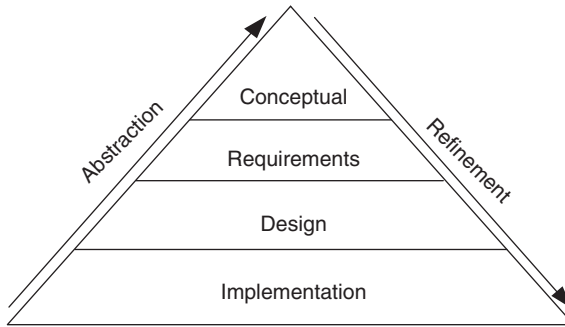 Conceptual
Abstraction
Refinement
Requirements
Design
Implementation